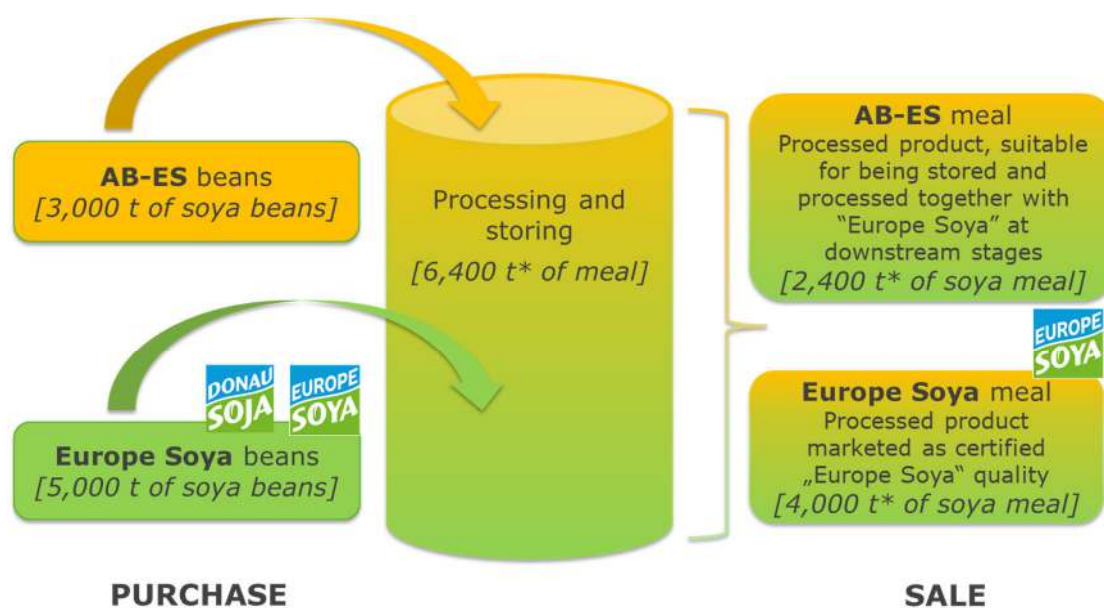 AB-ES beans
[3,000 t of soya beans]
DONAU
SOJA
EUROPE
SOYA
Europe Soya beans
[5,000 t of soya beans]
PURCHASE
Processing and
storing
[6,400 t* of meal]
AB-ES meal
Processed product, suitable
for being stored and
processed together with
“Europe Soya” at
downstream stages
[2,400 t* of soya meal]
EUROPE
SOYA
Europe Soya meal
Processed product
marketed as certified
„Europe Soya“ quality
[4,000 t* of soya meal]
SALE